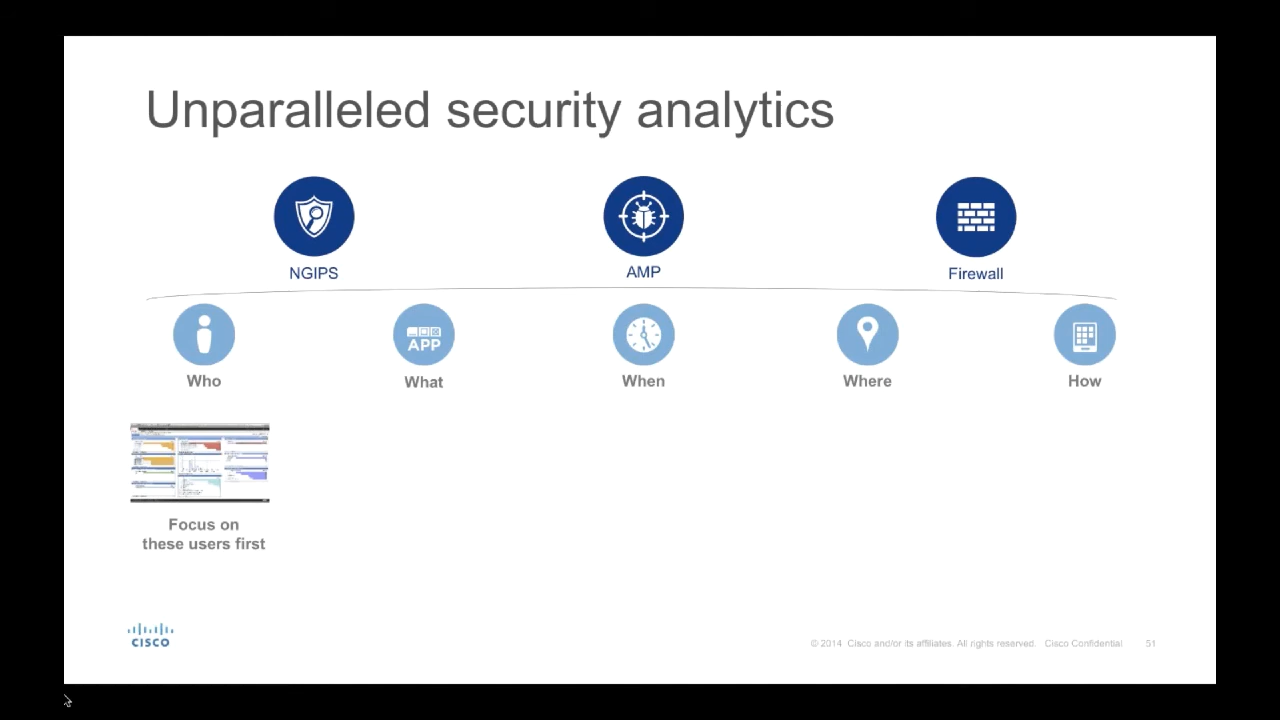 Unparalleled security analytics
NGIPS
AMP
Firewall
APP
Who
What
When
Where
How
Focus on
these users first
CISCO
© 2014 Cisco and/or its affiliates. All rights reserved. Cisco Confidential 51